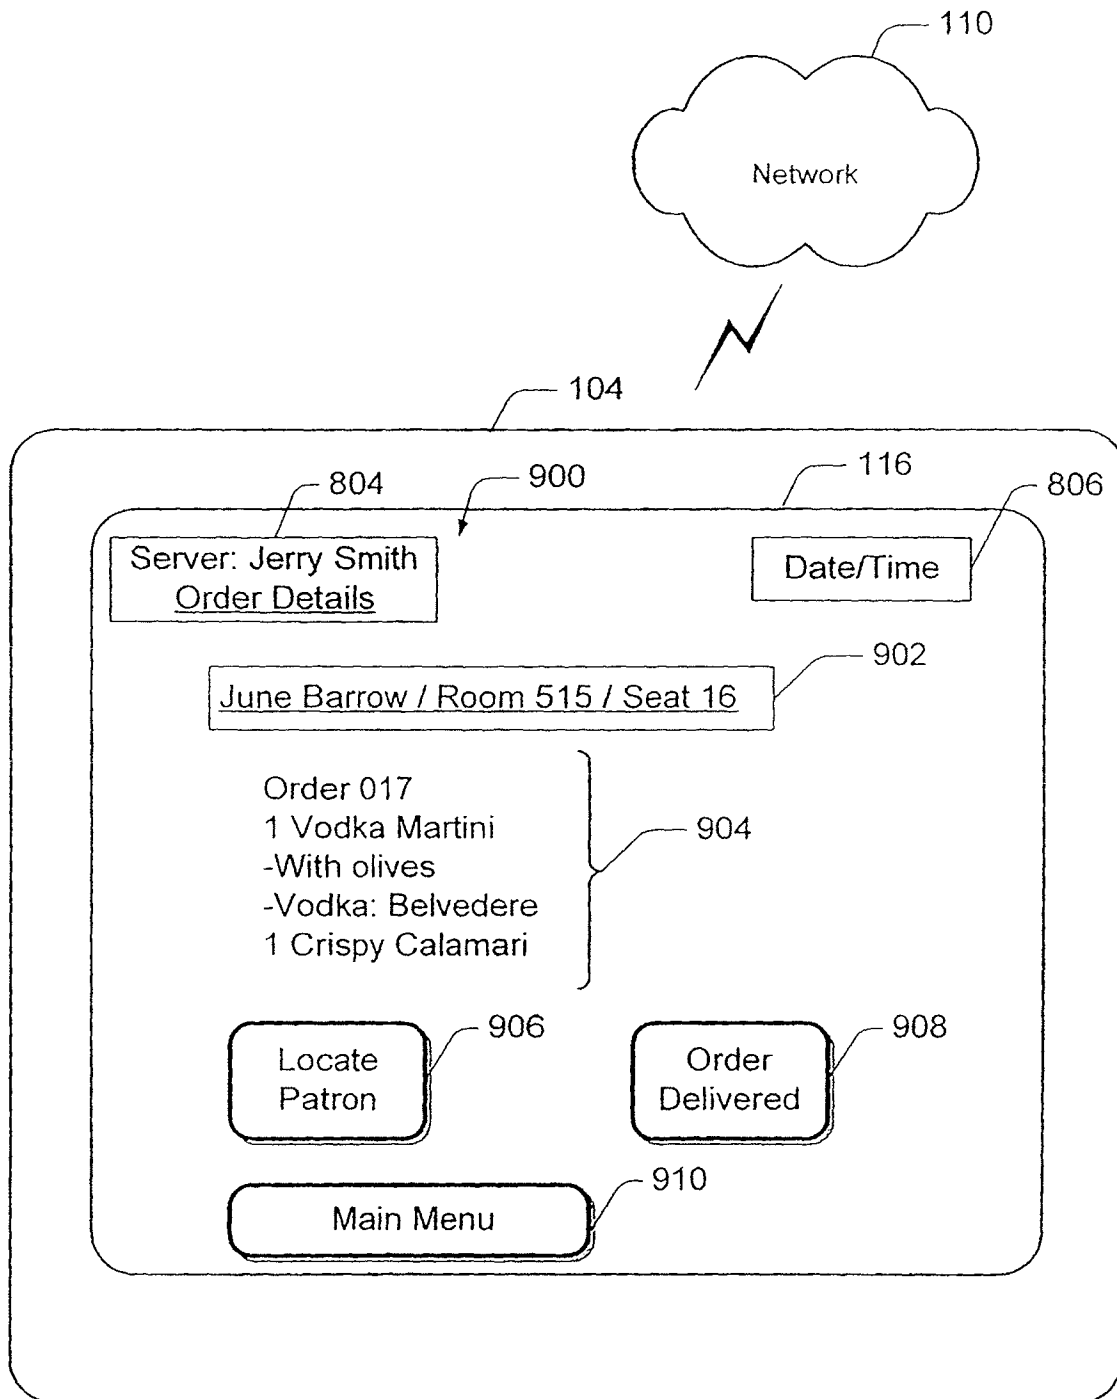 110
Network
104
804
900
116
806
Server: Jerry Smith
Order Details
Date/Time
902
June Barrow / Room 515 / Seat 16
Order 017
1 Vodka Martini
-With olives
-Vodka: Belvedere
1 Crispy Calamari
904
906
908
Locate
Patron
Order
Delivered
910
Main Menu